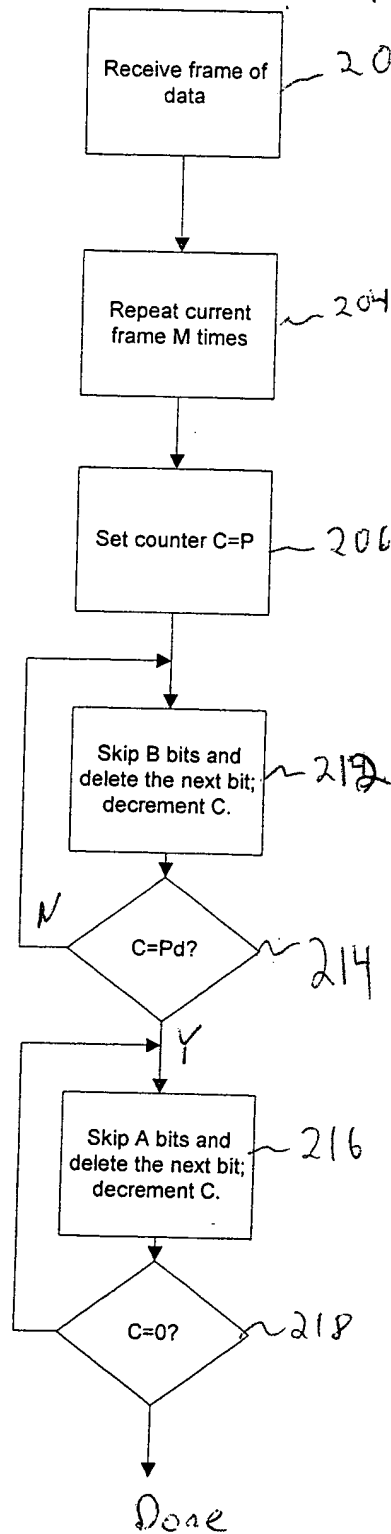 Receive frame of
data
20
Repeat current
frame M times
204
Set counter C=P
206
Skip B bits and
delete the next bit;
decrement C.
212
N
C=Pd?
214
Y
Skip A bits and
delete the next bit;
decrement C.
216
C=0?
218
Done